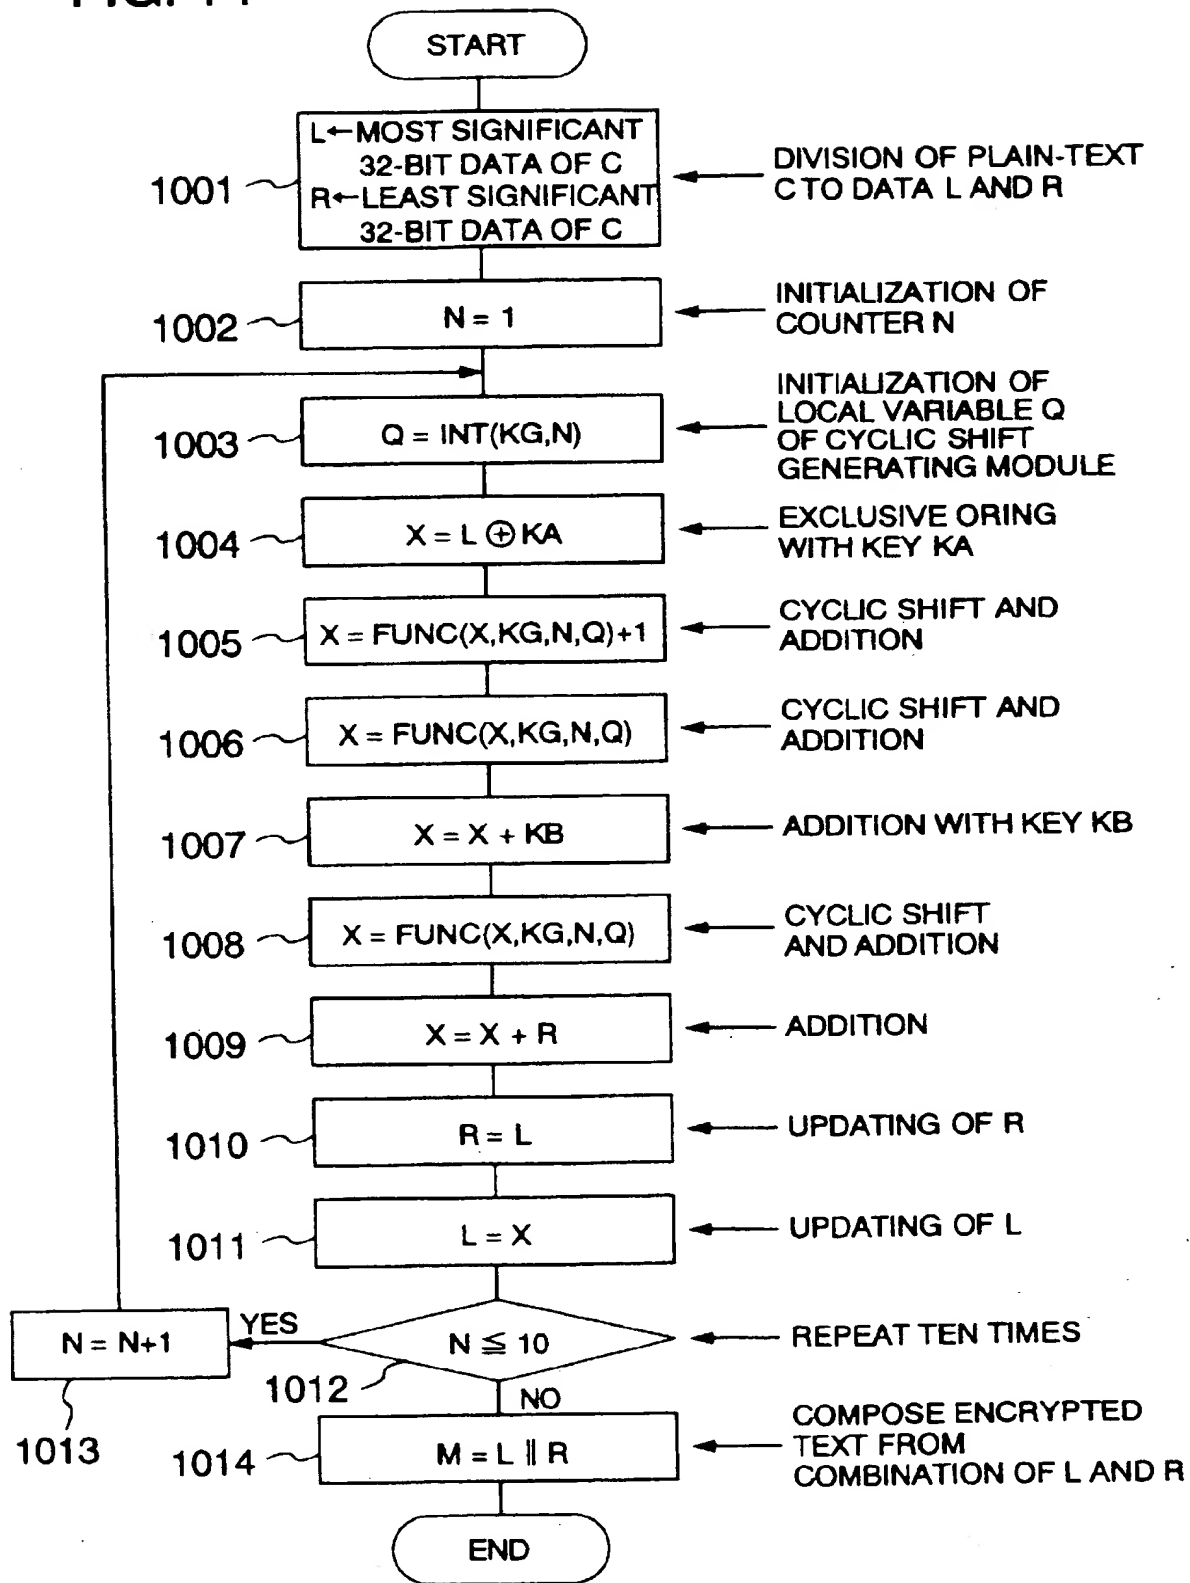 START
L←MOST SIGNIFICANT
32-BIT DATA OF C
R←LEAST SIGNIFICANT
32-BIT DATA OF C
1001
DIVISION OF PLAIN-TEXT
C TO DATA L AND R
N = 1
1002
INITIALIZATION OF
COUNTER N
Q = INT(KG,N)
1003
INITIALIZATION OF
LOCAL VARIABLE Q
OF CYCLIC SHIFT
GENERATING MODULE
X = L ⊕ KA
1004
EXCLUSIVE ORING
WITH KEY KA
X = FUNC(X,KG,N,Q)+1
1005
CYCLIC SHIFT AND
ADDITION
X = FUNC(X,KG,N,Q)
1006
CYCLIC SHIFT AND
ADDITION
X = X + KB
1007
ADDITION WITH KEY KB
X = FUNC(X,KG,N,Q)
1008
CYCLIC SHIFT
AND ADDITION
X = X + R
1009
ADDITION
R = L
1010
UPDATING OF R
L = X
1011
UPDATING OF L
N = N+1
1013
YES
N ≦ 10
1012
REPEAT TEN TIMES
NO
M = L || R
1014
COMPOSE ENCRYPTED
TEXT FROM
COMBINATION OF L AND R
END